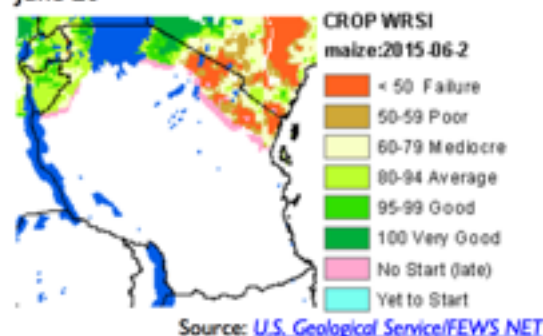 CROP WRSI
maize:2015-06-2
< 50 Failure
50-59 Poor
60-79 Mediocre
80-94 Average
95-99 Good
100 Very Good
No Start (late)
Yet to Start
Source: U.S. Geological Service/FEWS NET